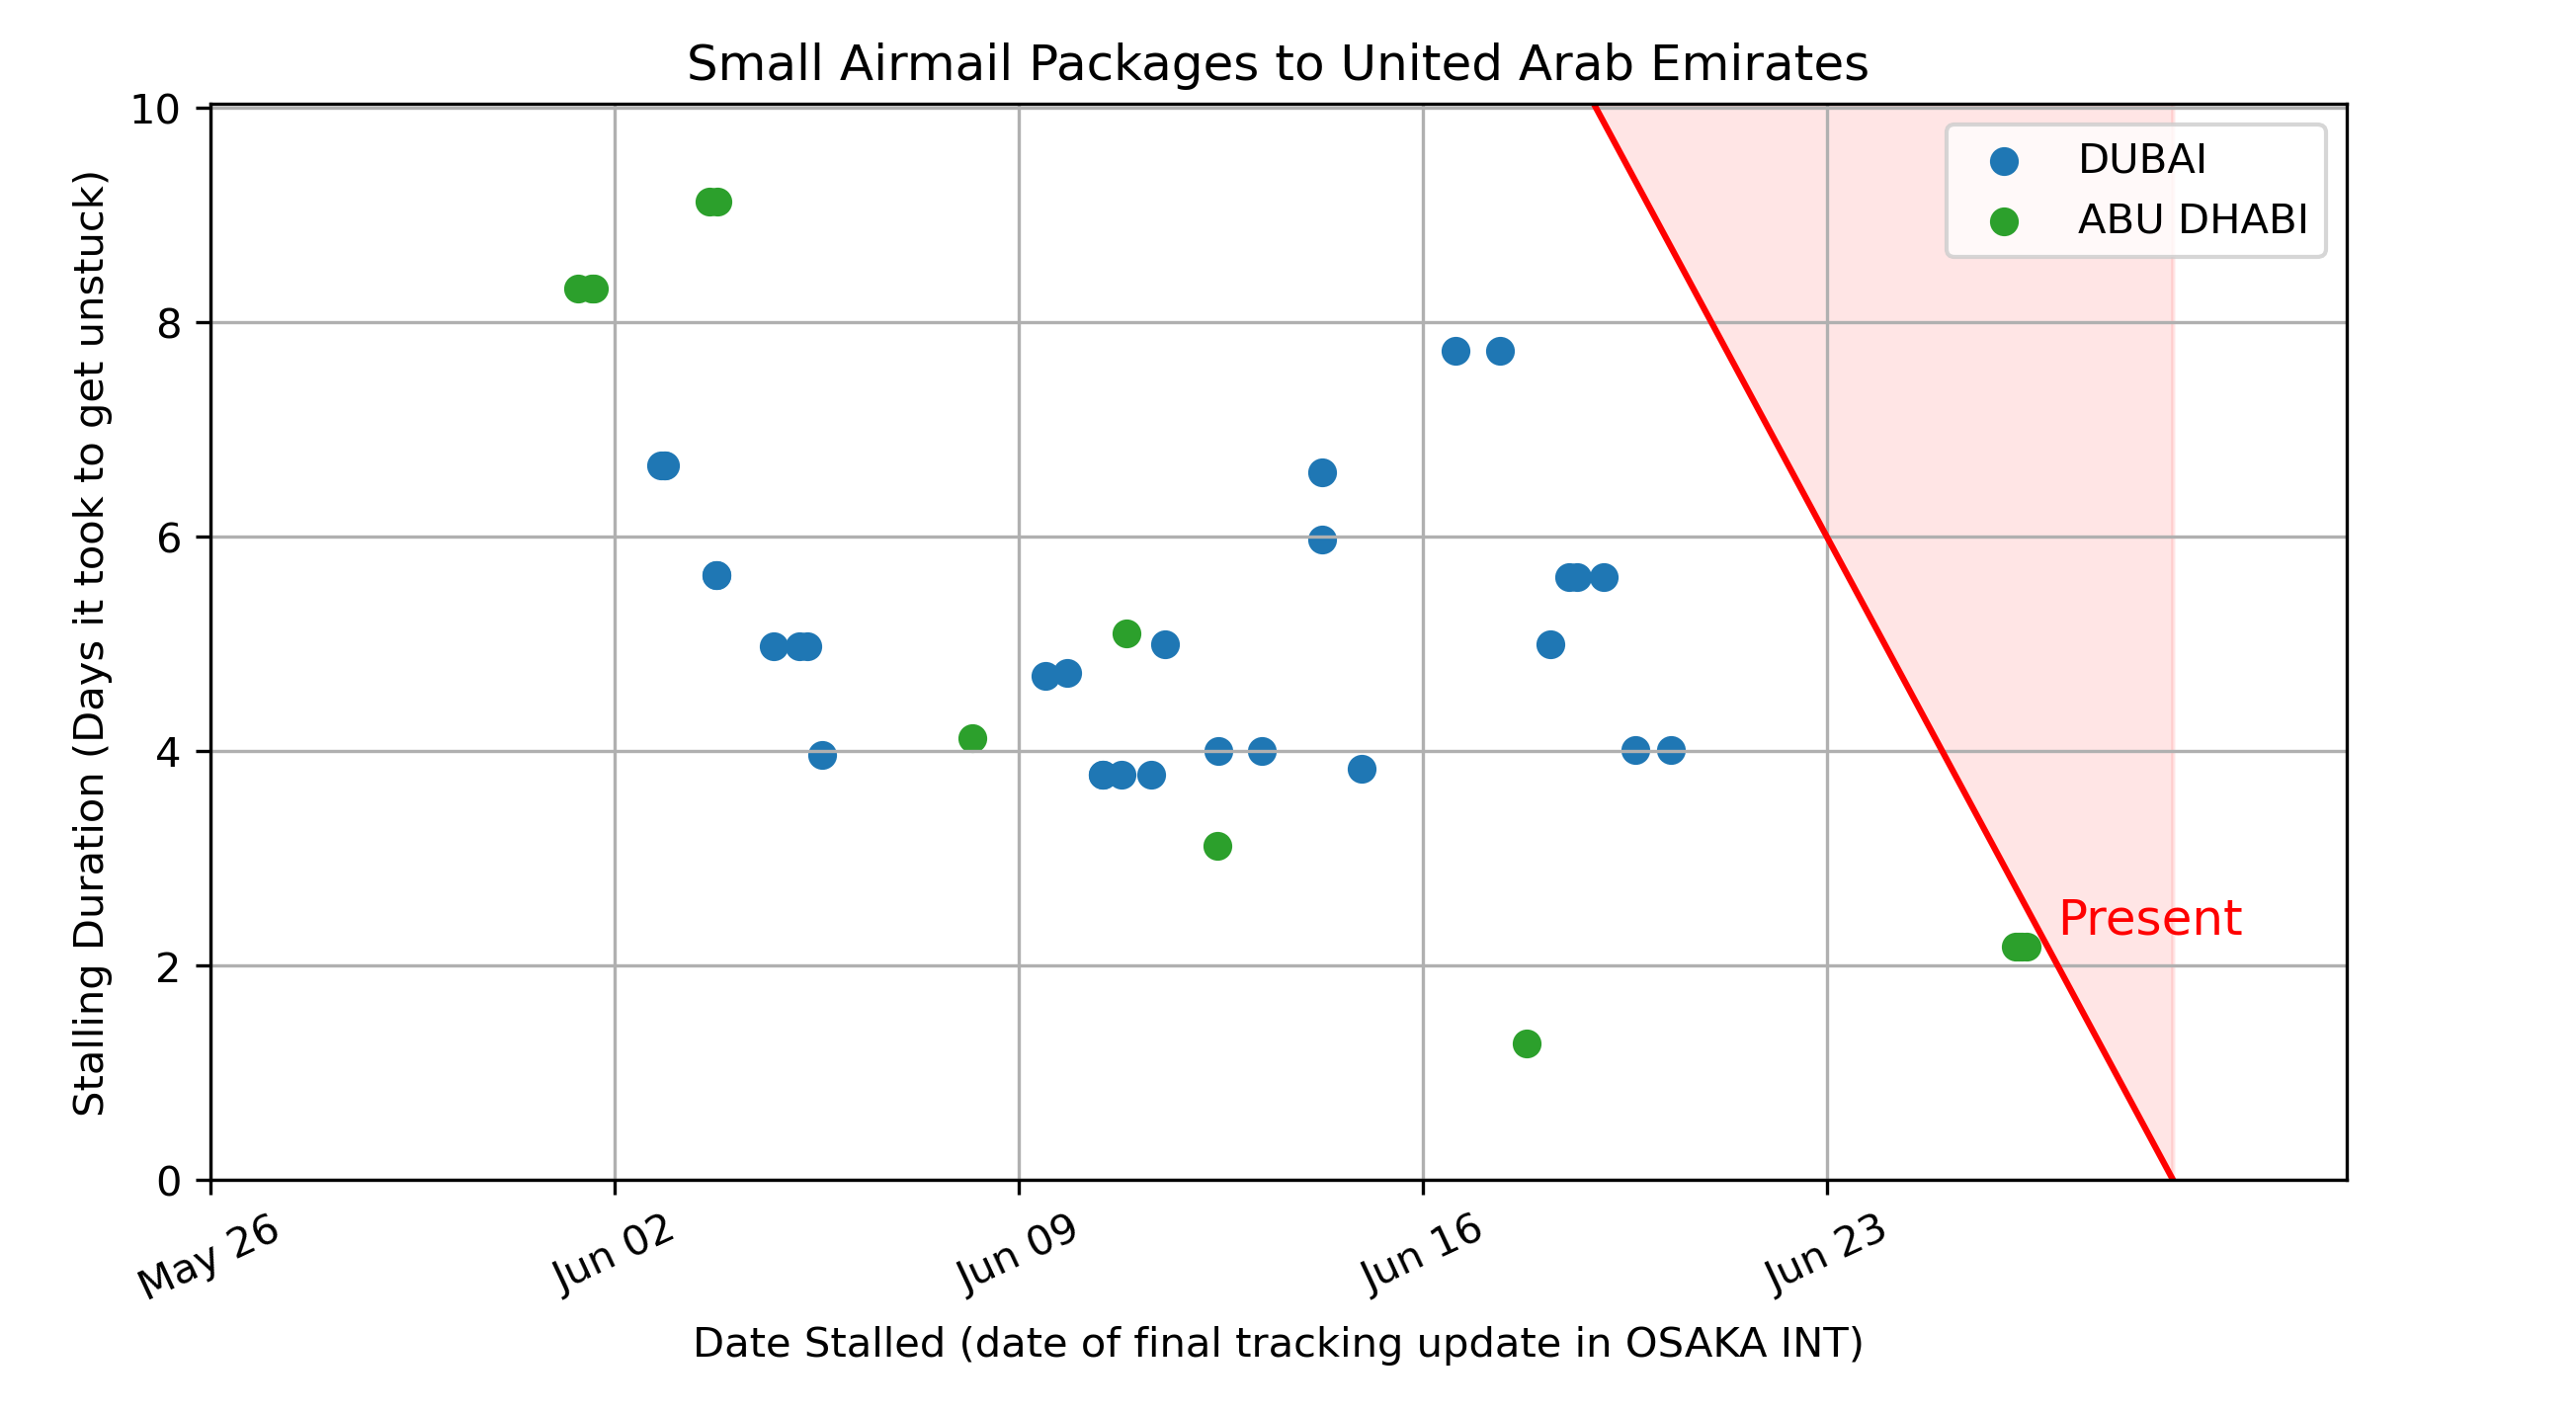 Small Airmail Packages to United Arab Emirates
Stalling Duration (Days it took to get unstuck)
10
8
6
4
2
0
DUBAI
ABU DHABI
Present
May 26
Jun 02
Jun 09
Jun 16
Jun 23
Date Stalled (date of final tracking update in OSAKA INT)